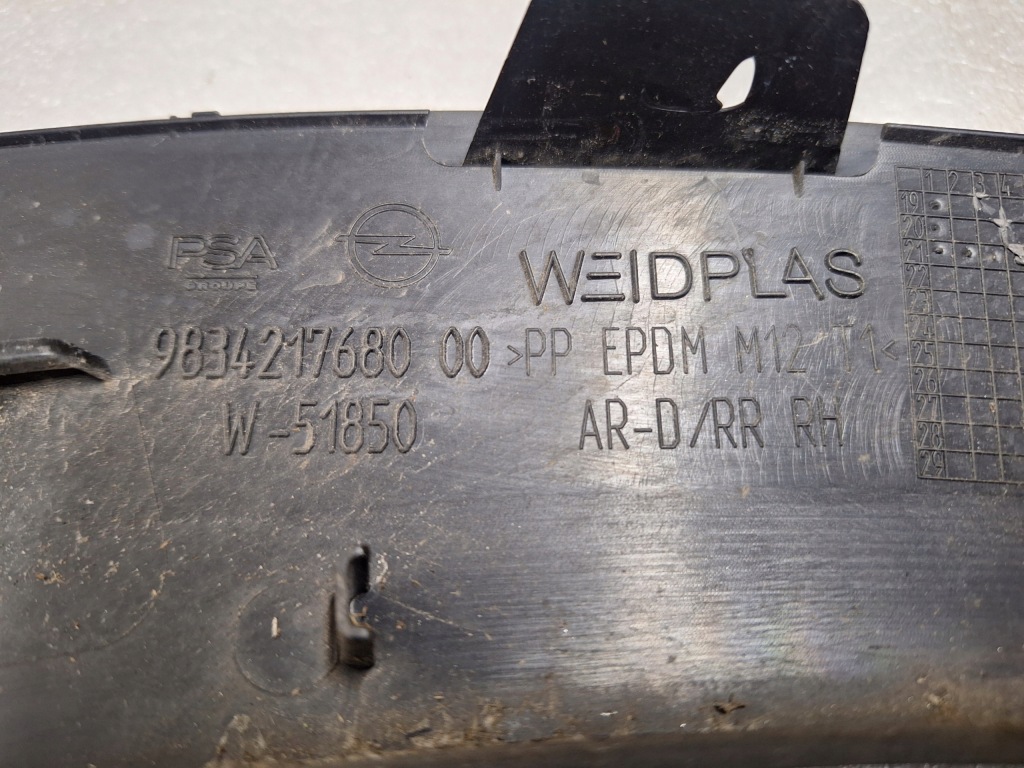 PSA
GROUPE
WEIDPLAS
9834217680 00 >PP EPDM M12 T1<
W-51850 AR-D/RR RH
1 2 3 4
19
20
21
22
23
24
25
26
27
28
29